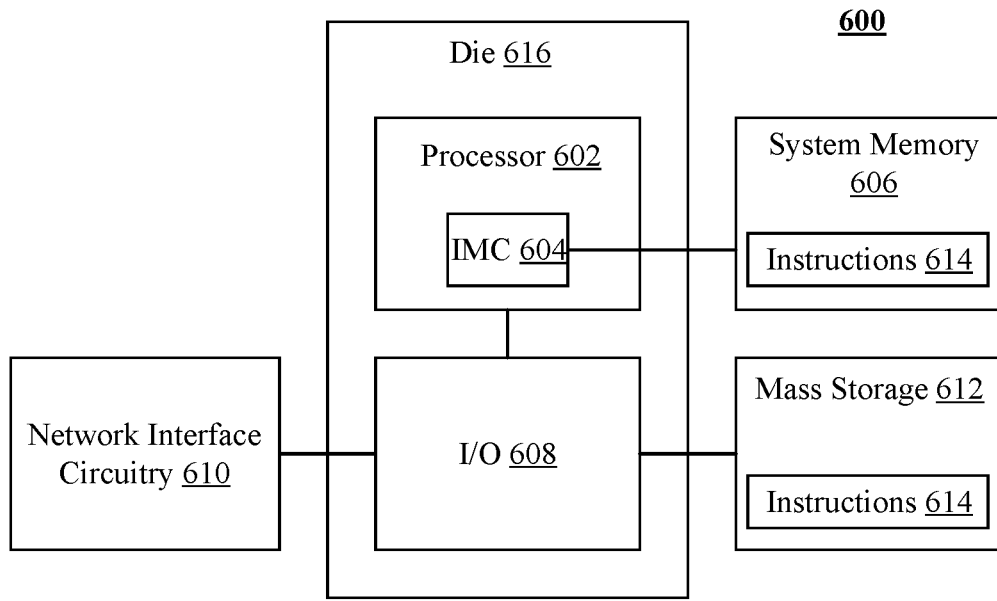 600
Die 616
Processor 602
IMC 604
System Memory
606
Instructions 614
Network Interface
Circuitry 610
I/O 608
Mass Storage 612
Instructions 614